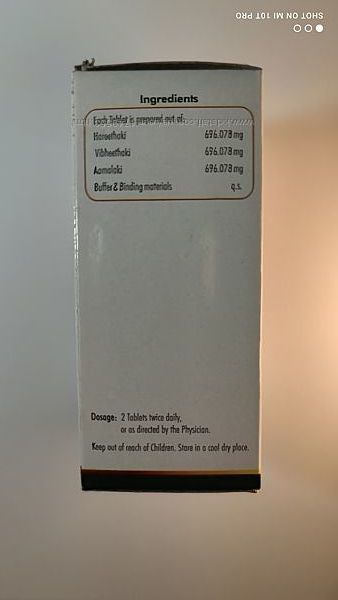 SHOT ON MI 10T PRO
Ingredients
Each Tablet is prepared out of:
Hareethaki 696.078 mg
Vibheethaki 696.078 mg
Aamalaki 696.078 mg
Buffer & Binding materials q.s.
Dosage: 2 Tablets twice daily,
or as directed by the Physician.
Keep out of reach of Children. Store in a cool dry place.